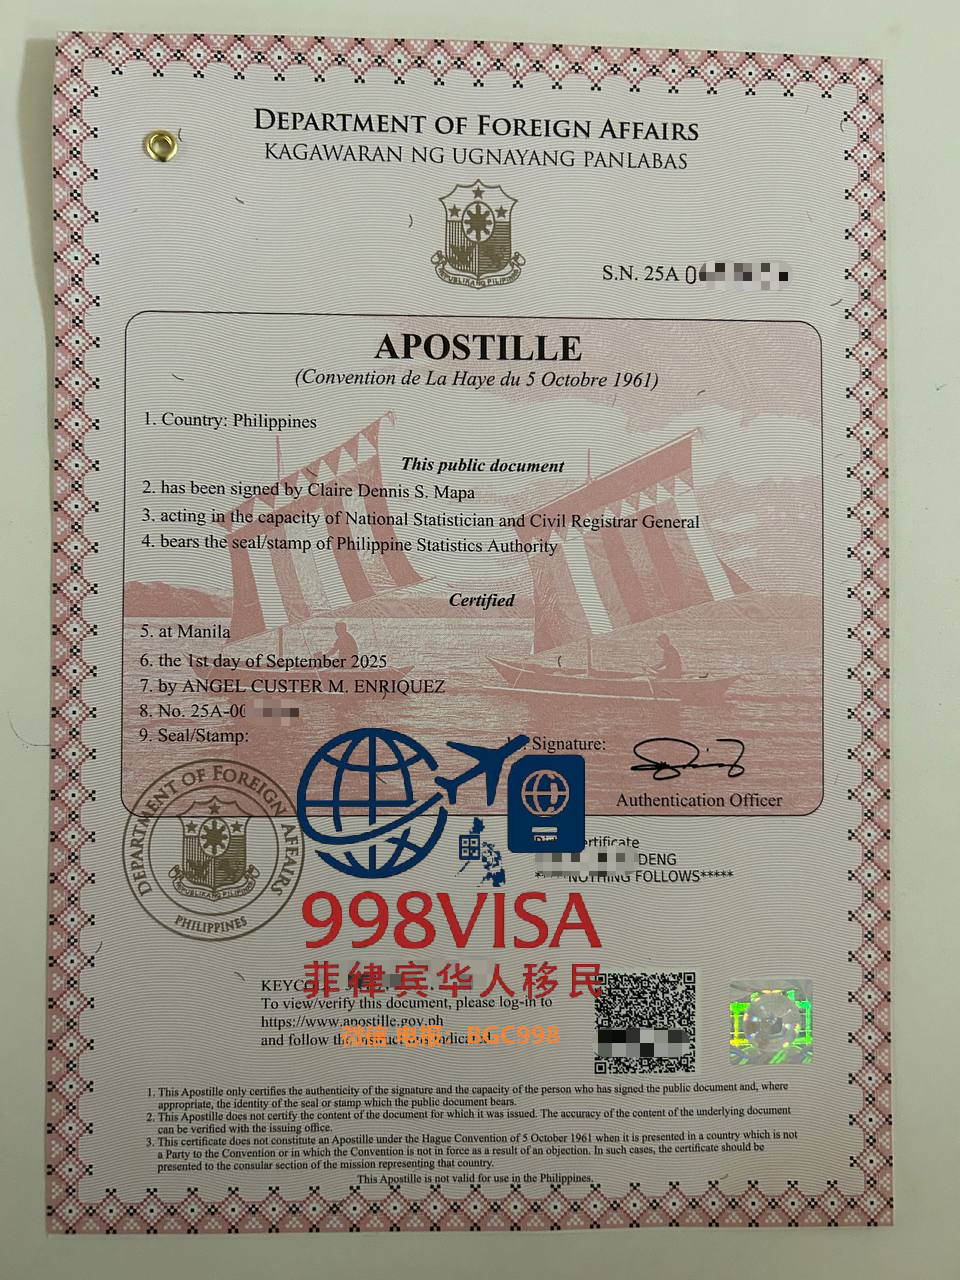 DEPARTMENT OF FOREIGN AFFAIRS
KAGAWARAN NG UGNAYANG PANLABAS
REPUBLIKA NG PILIPINAS
S.N. 25A 0
APOSTILLE
(Convention de La Haye du 5 Octobre 1961)
1. Country: Philippines
This public document
2. has been signed by Claire Dennis S. Mapa
3. acting in the capacity of National Statistician and Civil Registrar General
4. bears the seal/stamp of Philippine Statistics Authority
Certified
5. at Manila
6. the 1st day of September 2025
7. by ANGEL CUSTER M. ENRIQUEZ
8. No. 25A-00
9. Seal/Stamp:
Signature:
Authentication Officer
DEPARTMENT OF FOREIGN AFFAIRS
PHILIPPINES
DENG
NOTHING FOLLOWS*****
998VISA
菲律宾华人移民
To view/verify this document, please log-in to
https://www.apostille.gov.ph
and follow the instructions indicated.
微信 电报：BGC998
1. This Apostille only certifies the authenticity of the signature and the capacity of the person who has signed the public document and, where
appropriate, the identity of the seal or stamp which the public document bears.
2. This Apostille does not certify the content of the document for which it was issued. The accuracy of the content of the underlying document
can be verified with the issuing office.
3. This certificate does not constitute an Apostille under the Hague Convention of 5 October 1961 when it is presented in a country which is not
a Party to the Convention or in which the Convention is not in force as a result of an objection. In such cases, the certificate should be
presented to the consular section of the mission representing that country.
This Apostille is not valid for use in the Philippines.